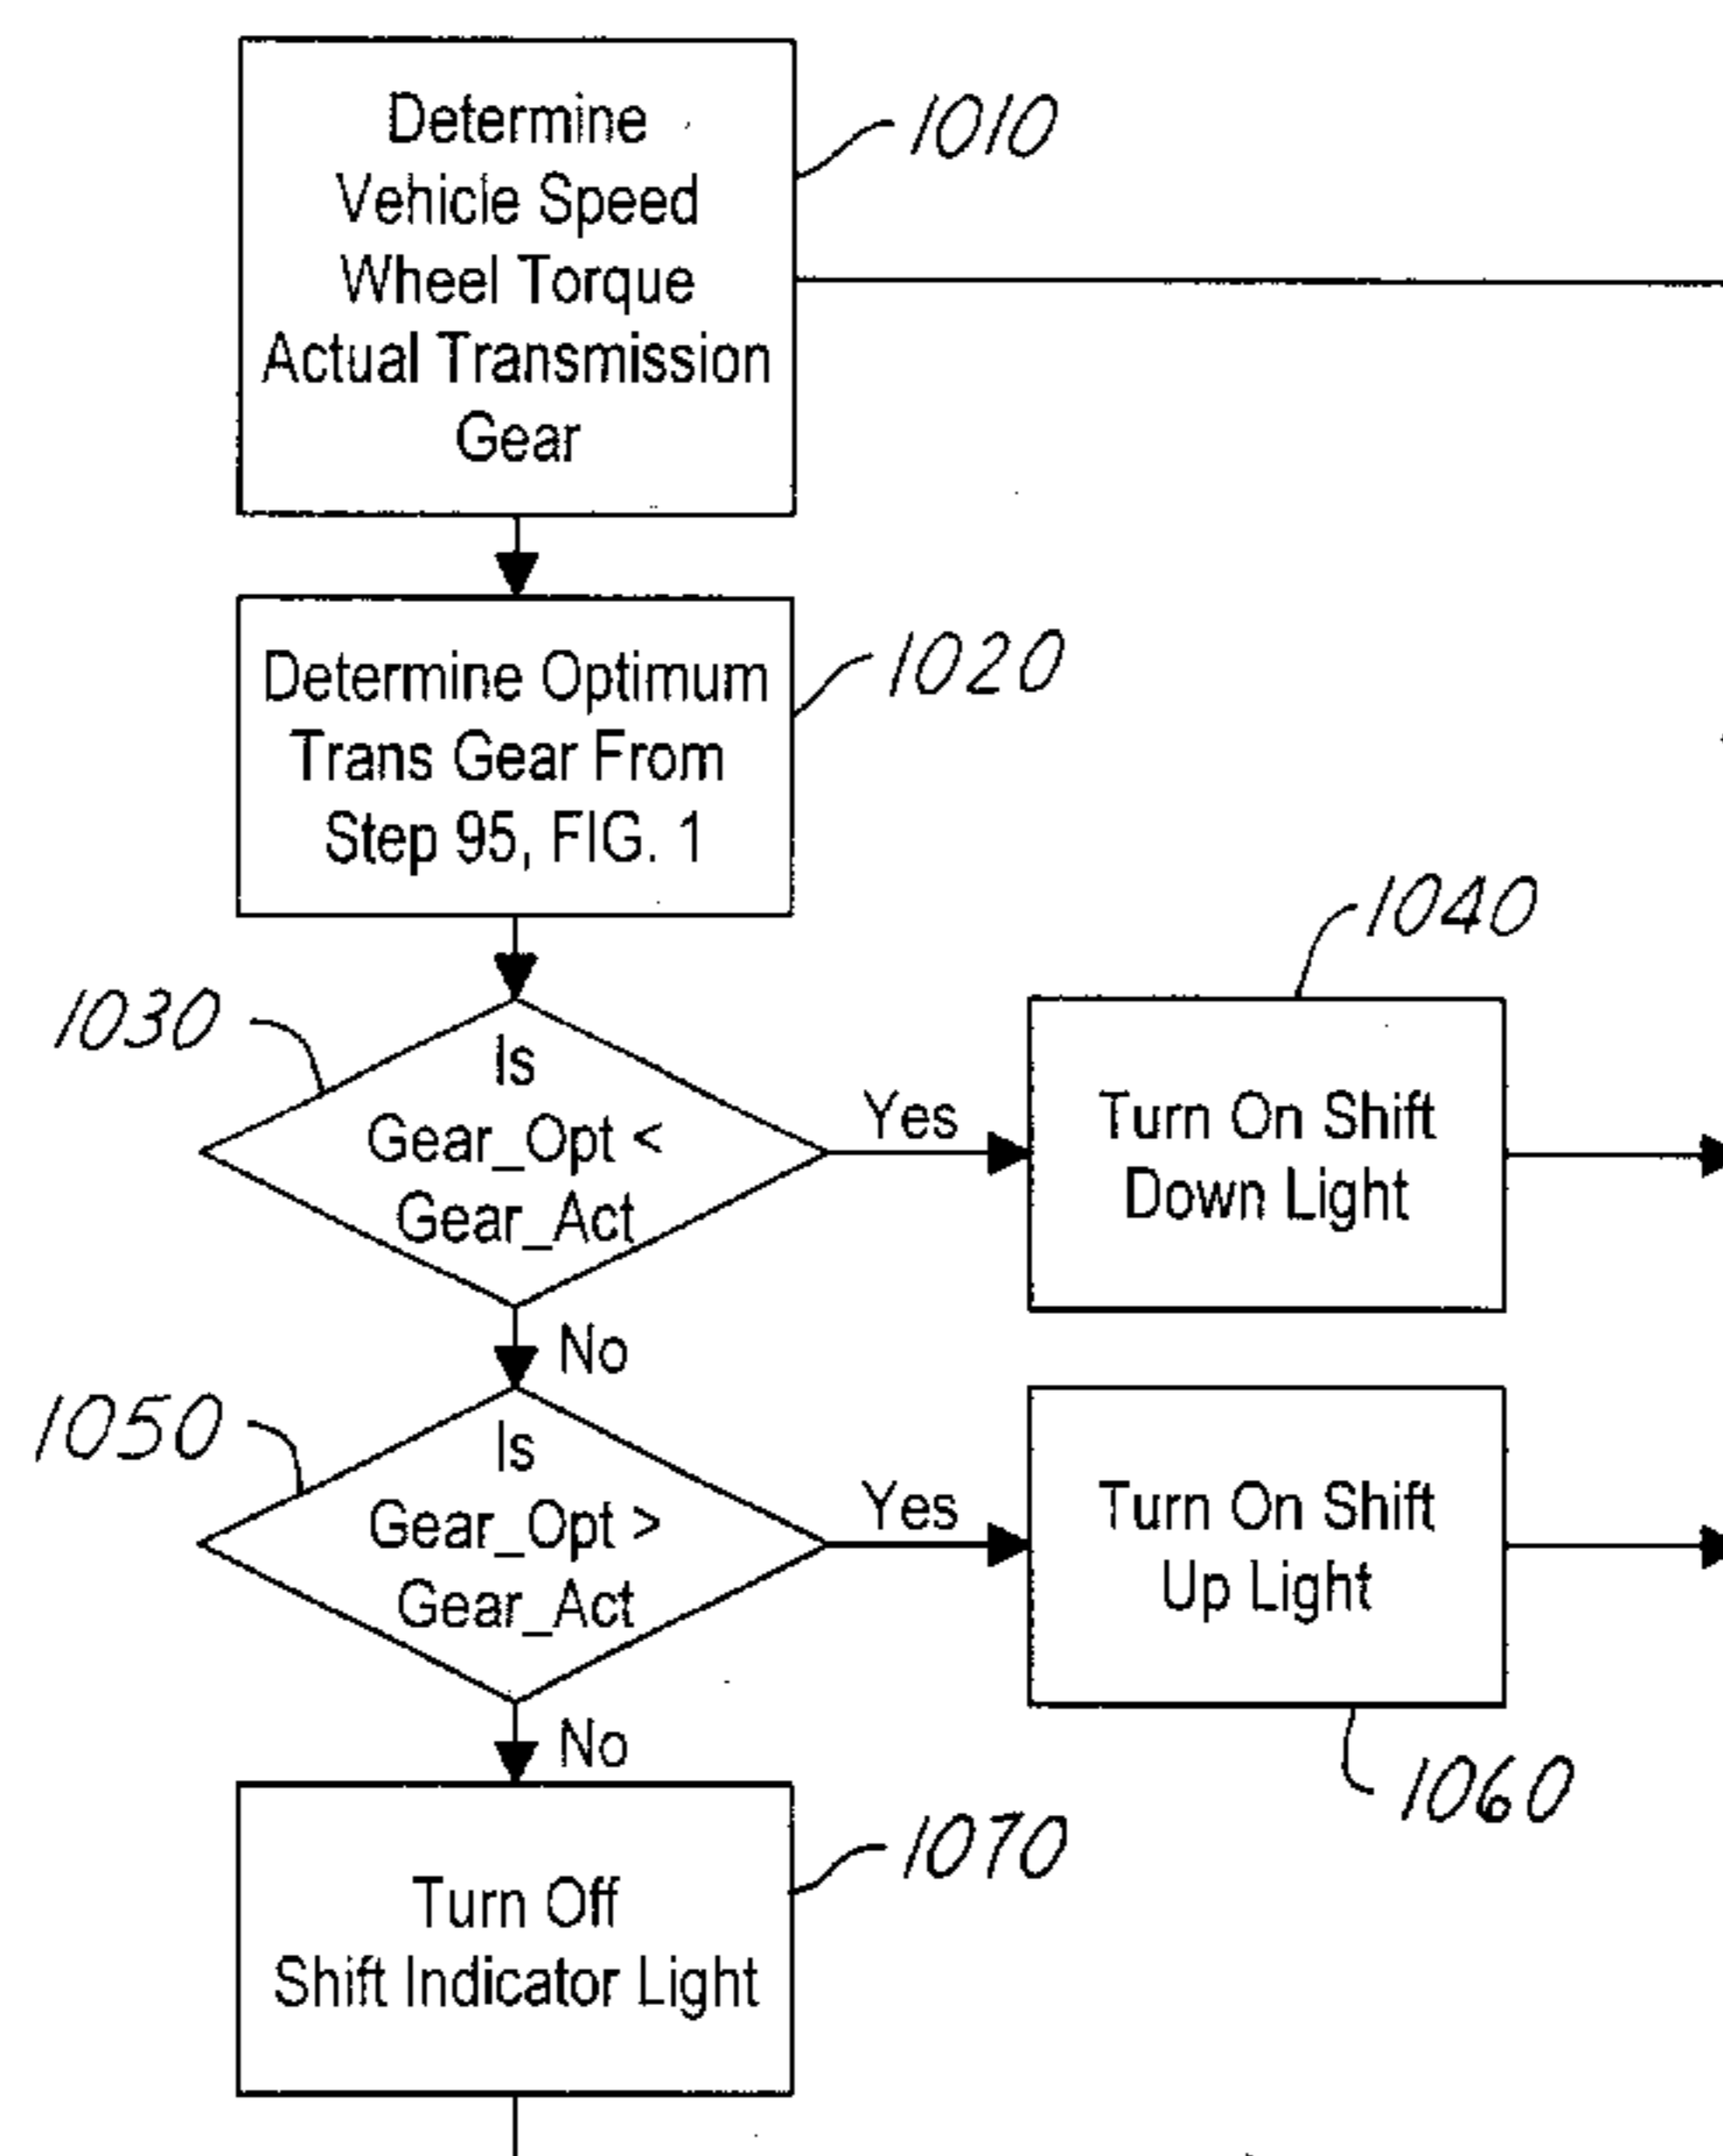 Determine
Vehicle Speed
Wheel Torque
Actual Transmission
Gear
1010
Determine Optimum
Trans Gear From
Step 95, FIG. 1
1020
1030
Is
Gear_Opt <
Gear_Act
Yes
Turn On Shift
Down Light
1040
No
1050
Is
Gear_Opt >
Gear_Act
Yes
Turn On Shift
Up Light
1060
No
Turn Off
Shift Indicator Light
1070